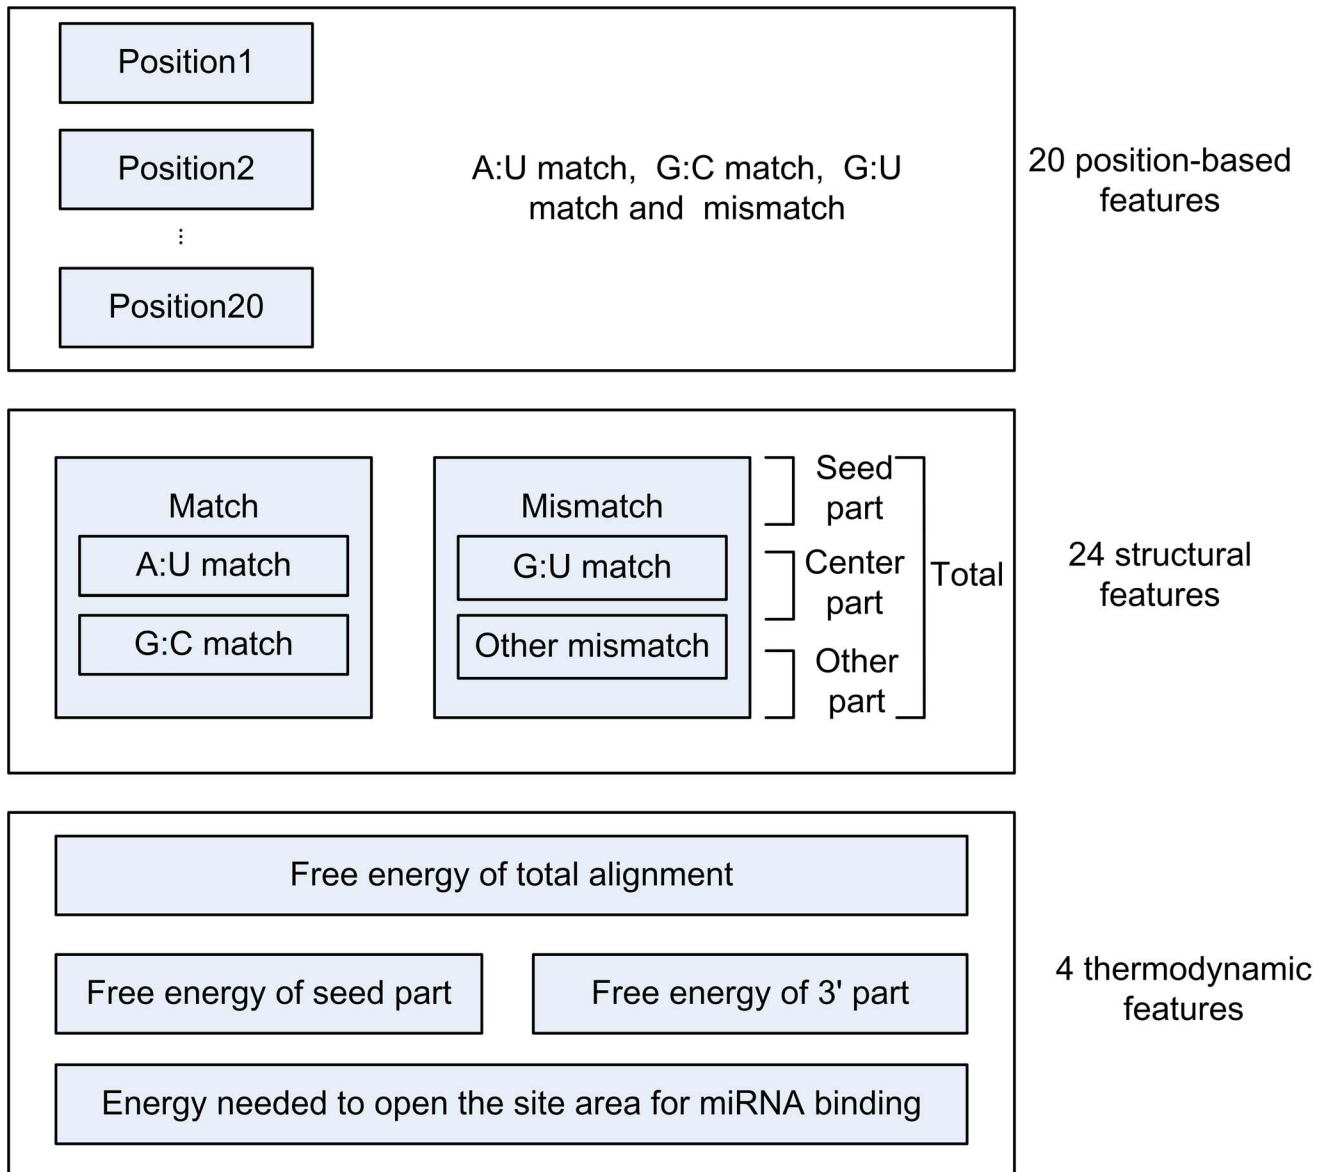 Position1
Position2
⋮
Position20
A:U match, G:C match, G:U
match and mismatch
20 position-based
features
Match
A:U match
G:C match
Mismatch
G:U match
Other mismatch
Seed
part
Center
part
Other
part
Total
24 structural
features
Free energy of total alignment
Free energy of seed part
Free energy of 3' part
Energy needed to open the site area for miRNA binding
4 thermodynamic
features